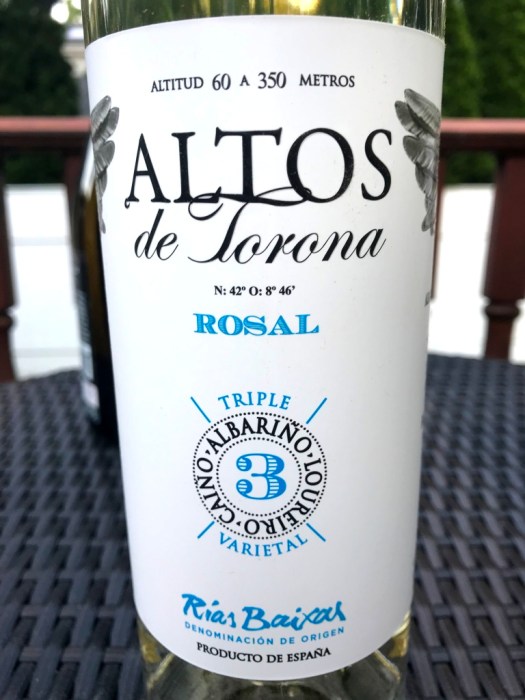 ALTITUD 60 A 350 METROS
ALTOS
de Torona
N: 42º O: 8º 46'
ROSAL
TRIPLE
CAIÑO · ALBARIÑO · LOUREIRO ·
3
VARIETAL
Rías Baixas
DENOMINACIÓN DE ORIGEN
PRODUCTO DE ESPAÑA